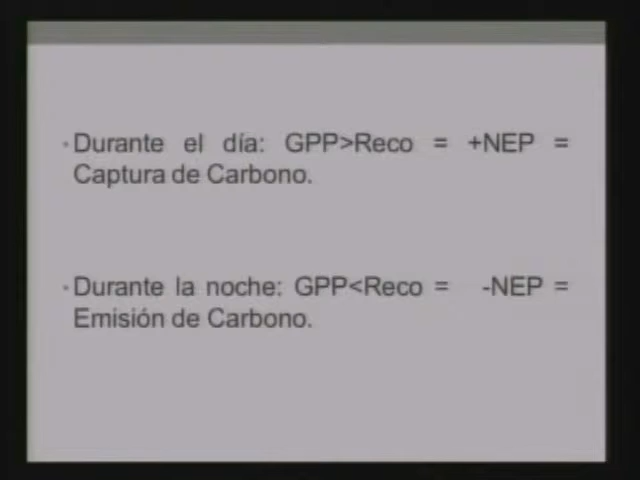 ·Durante el día: GPP>Reco = +NEP =
Captura de Carbono.
·Durante la noche: GPP<Reco = -NEP =
Emisión de Carbono.